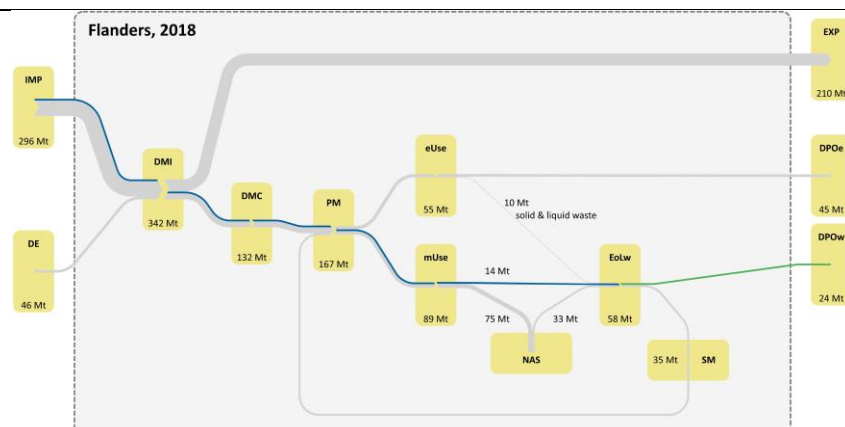 Flanders, 2018
EXP
210 Mt
IMP
296 Mt
DMI
342 Mt
DMC
132 Mt
PM
167 Mt
eUse
55 Mt
10 Mt
solid & liquid waste
DPOe
45 Mt
DE
46 Mt
mUse
89 Mt
14 Mt
75 Mt
33 Mt
NAS
EoLw
58 Mt
DPOw
24 Mt
35 Mt SM